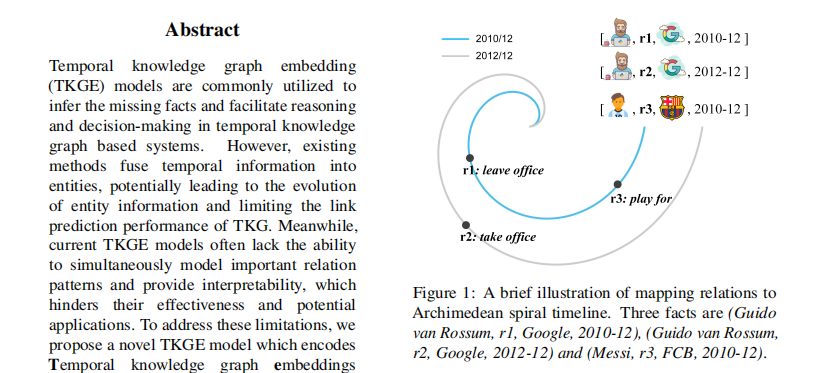 Abstract
Temporal knowledge graph embedding
(TKGE) models are commonly utilized to
infer the missing facts and facilitate reasoning
and decision-making in temporal knowledge
graph based systems. However, existing
methods fuse temporal information into
entities, potentially leading to the evolution
of entity information and limiting the link
prediction performance of TKG. Meanwhile,
current TKGE models often lack the ability
to simultaneously model important relation
patterns and provide interpretability, which
hinders their effectiveness and potential
applications. To address these limitations, we
propose a novel TKGE model which encodes
Temporal knowledge graph embeddings
2010/12
2012/12
[ , r1, , 2010-12 ]
[ , r2, , 2012-12 ]
[ , r3, , 2010-12 ]
r1: leave office
r3: play for
r2: take office
Figure 1: A brief illustration of mapping relations to
Archimedean spiral timeline. Three facts are (Guido
van Rossum, r1, Google, 2010-12), (Guido van Rossum,
r2, Google, 2012-12) and (Messi, r3, FCB, 2010-12).